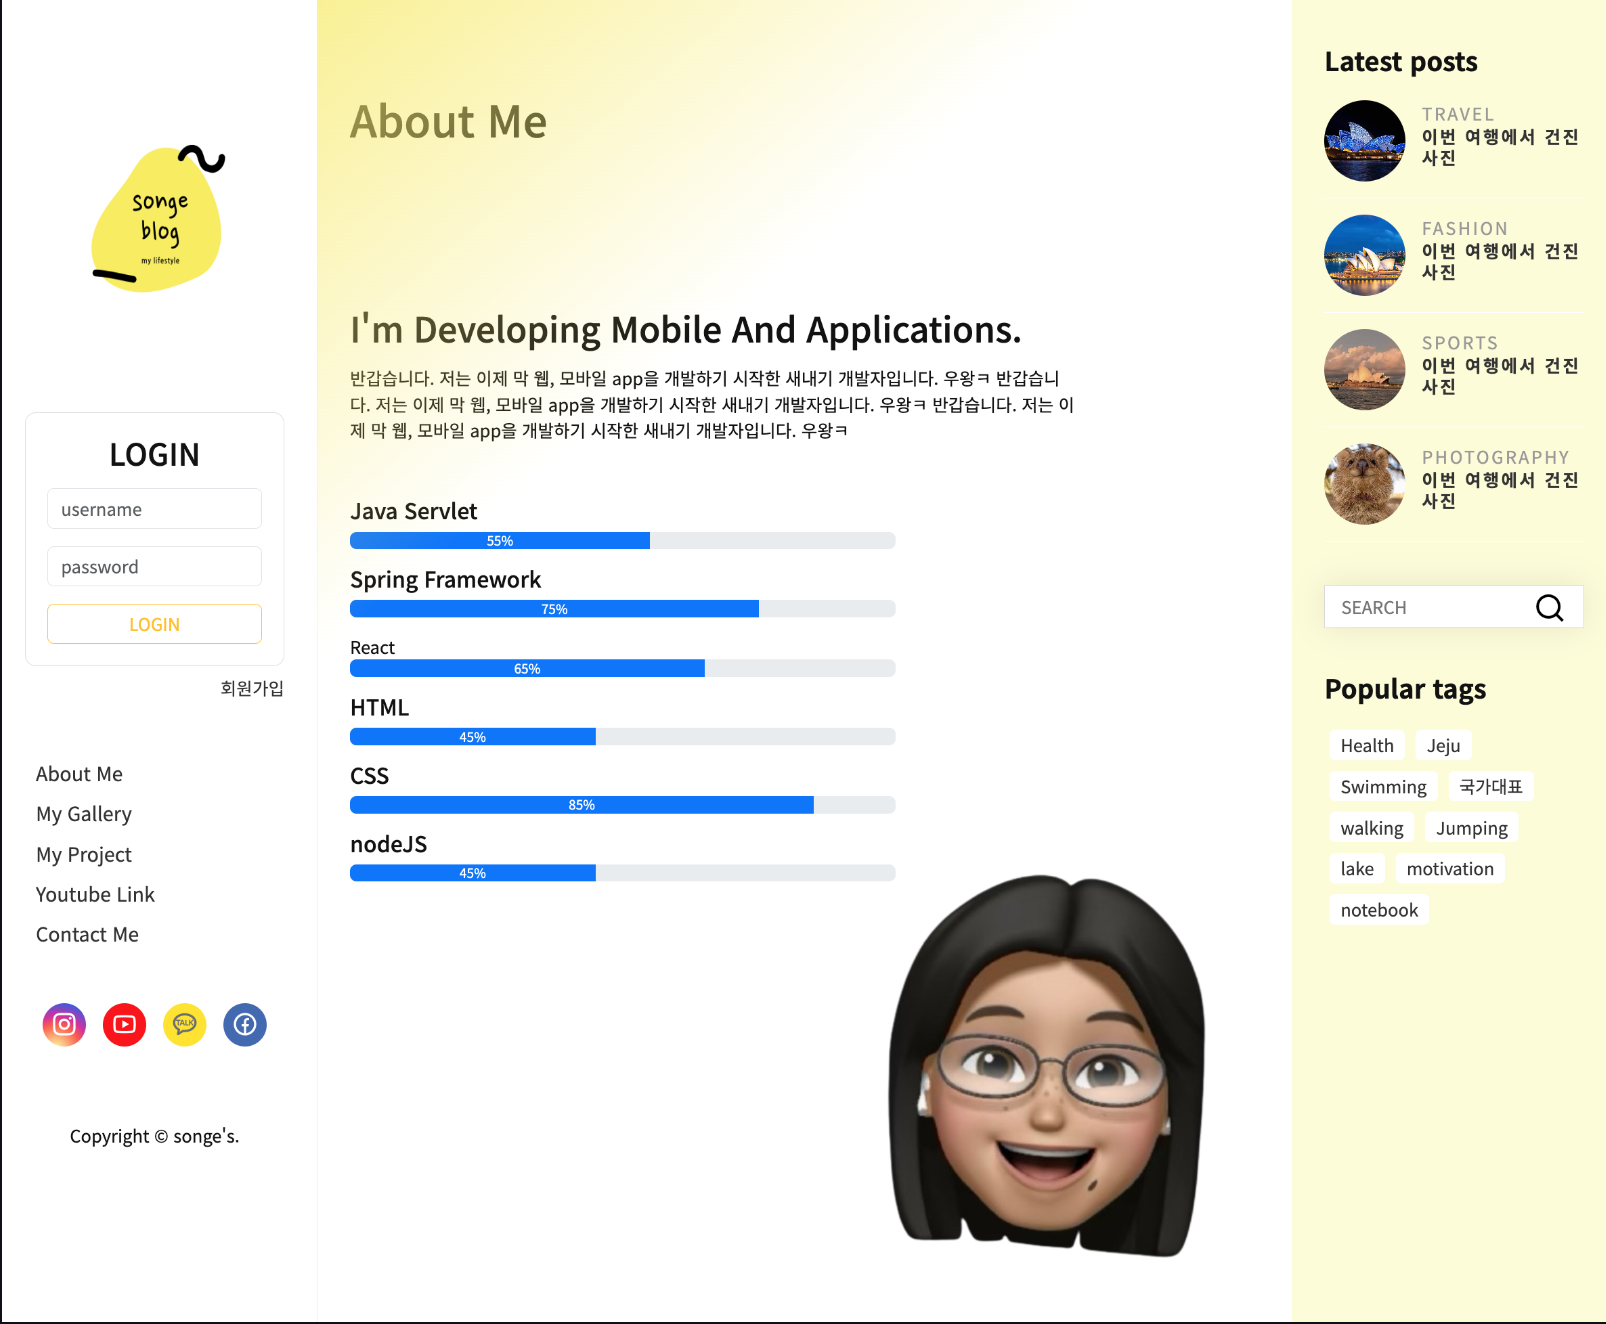 songe
blog
my lifestyle
LOGIN
username
password
LOGIN
회원가입
About Me
My Gallery
My Project
Youtube Link
Contact Me
TALK
Copyright © songe's.
About Me
I'm Developing Mobile And Applications.
반갑습니다. 저는 이제 막 웹, 모바일 app을 개발하기 시작한 새내기 개발자입니다. 우왕ㅋ 반갑습니
다. 저는 이제 막 웹, 모바일 app을 개발하기 시작한 새내기 개발자입니다. 우왕ㅋ 반갑습니다. 저는 이
제 막 웹, 모바일 app을 개발하기 시작한 새내기 개발자입니다. 우왕ㅋ
Java Servlet
55%
Spring Framework
75%
React
65%
HTML
45%
CSS
85%
nodeJS
45%
Latest posts
TRAVEL
이번 여행에서 건진
사진
FASHION
이번 여행에서 건진
사진
SPORTS
이번 여행에서 건진
사진
PHOTOGRAPHY
이번 여행에서 건진
사진
SEARCH
Popular tags
Health Jeju
Swimming 국가대표
walking Jumping
lake motivation
notebook